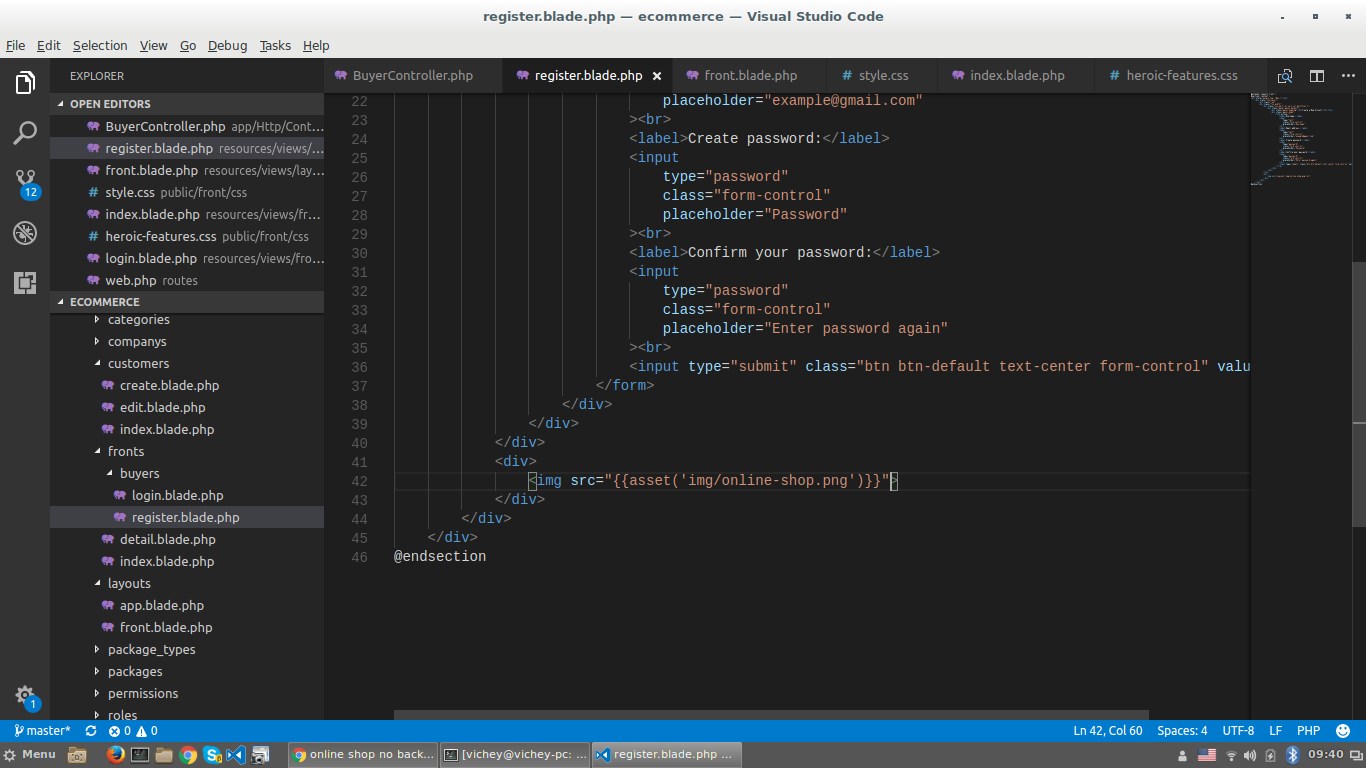 register.blade.php — ecommerce — Visual Studio Code
File Edit Selection View Go Debug Tasks Help
EXPLORER
BuyerController.php register.blade.php front.blade.php style.css index.blade.php heroic-features.css
OPEN EDITORS
BuyerController.php app/Http/Cont...
register.blade.php resources/views/...
front.blade.php resources/views/lay...
style.css public/front/css
index.blade.php resources/views/fr...
heroic-features.css public/front/css
login.blade.php resources/views/fro...
web.php routes
ECOMMERCE
categories
companys
customers
create.blade.php
edit.blade.php
index.blade.php
fronts
buyers
login.blade.php
register.blade.php
detail.blade.php
index.blade.php
layouts
app.blade.php
front.blade.php
package_types
packages
permissions
roles
12
1
22 placeholder="example@gmail.com"
23 ><br>
24 <label>Create password:</label>
25 <input
26 type="password"
27 class="form-control"
28 placeholder="Password"
29 ><br>
30 <label>Confirm your password:</label>
31 <input
32 type="password"
33 class="form-control"
34 placeholder="Enter password again"
35 ><br>
36 <input type="submit" class="btn btn-default text-center form-control" valu
37 </form>
38 </div>
39 </div>
40 </div>
41 <div>
42 <img src="{{asset('img/online-shop.png')}}">
43 </div>
44 </div>
45 </div>
46 @endsection
master* 0 0 Ln 42, Col 60 Spaces: 4 UTF-8 LF PHP
Menu online shop no back... [vichey@vichey-pc: ... register.blade.php ... 09:40